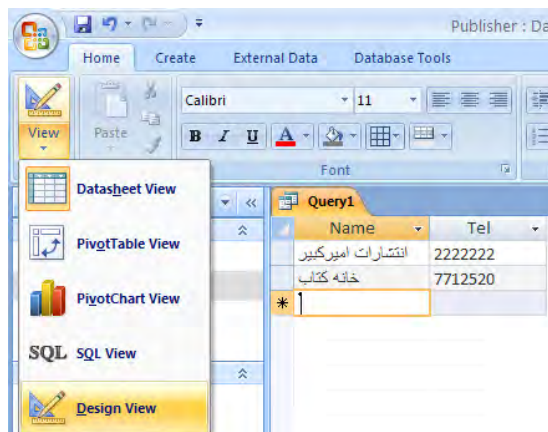 Publisher : Da
Home Create External Data Database Tools
View
Paste
Calibri 11
B I U A
Font
Datasheet View
PivotTable View
PivotChart View
SQL SQL View
Design View
Query1
Name Tel
انتشارات امیرکبیر 2222222
خانه کتاب 7712520